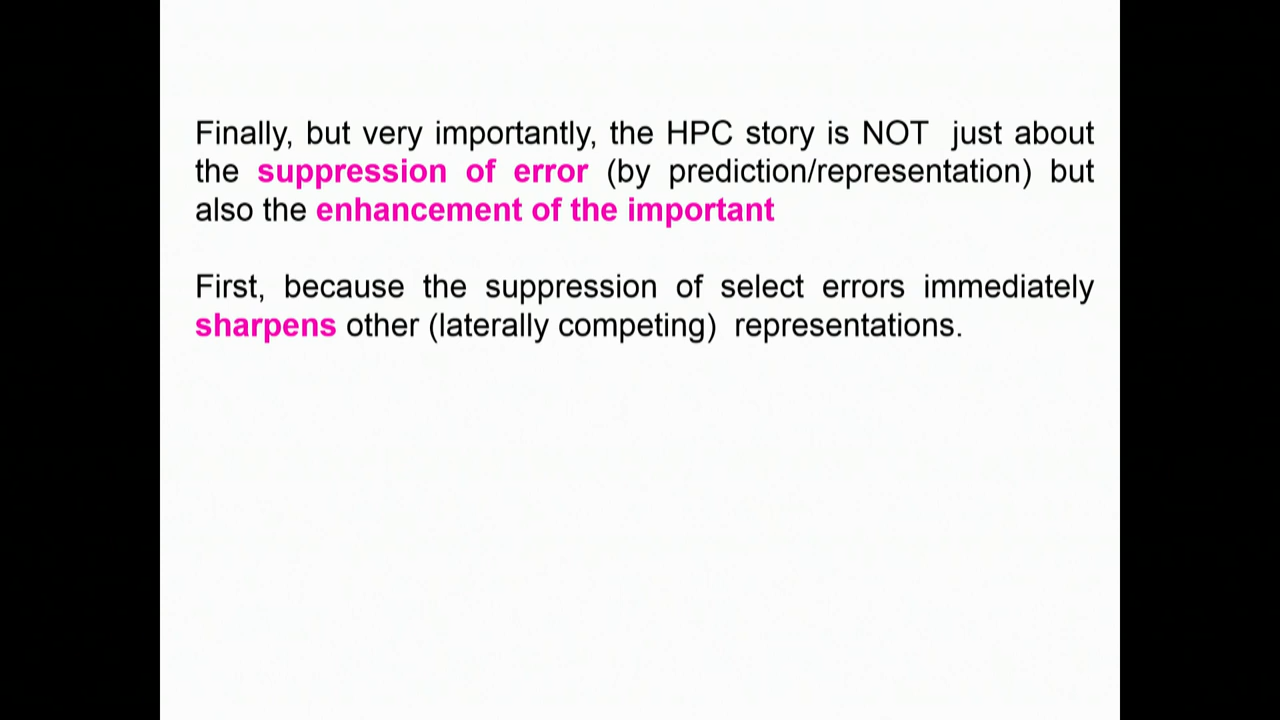 Finally, but very importantly, the HPC story is NOT just about
the suppression of error (by prediction/representation) but
also the enhancement of the important
First, because the suppression of select errors immediately
sharpens other (laterally competing) representations.